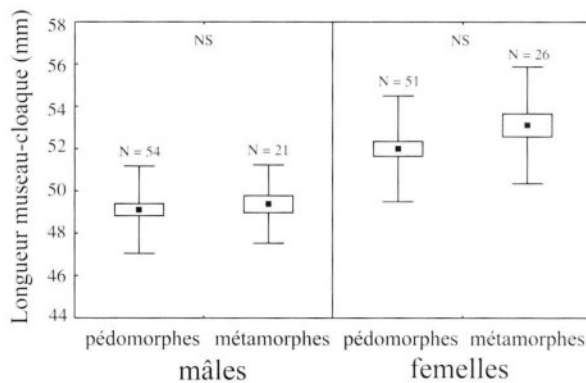 Longueur museau-cloaque (mm)
58
56
54
52
50
48
46
44
NS
NS
N = 54
N = 21
N = 51
N = 26
pédomorphes
métamorphes
pédomorphes
métamorphes
mâles
femelles